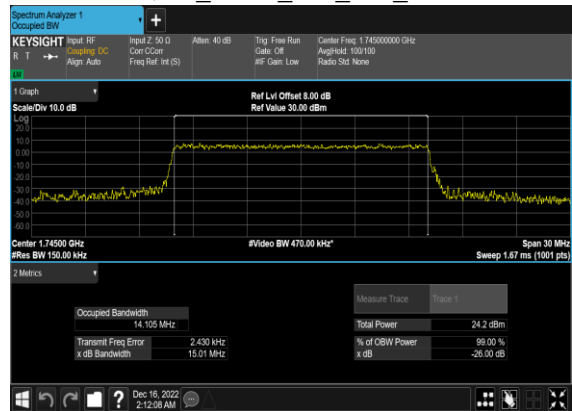 Spectrum Analyzer 1
Occupied BW
+
KEYSIGHT Input: RF Input Z: 50 Ω Atten: 40 dB Trig: Free Run Center Freq: 1.745000000 GHz
R T Coupling: DC Corr CCorr Gate: Off Avg|Hold: 100/100
Align: Auto Freq Ref: Int (S) #IF Gain: Low Radio Std: None
LW
1 Graph
Ref Lvl Offset 8.00 dB
Scale/Div 10.0 dB Ref Value 30.00 dBm
Log
20.0
10.0
0.00
-10.0
-20.0
-30.0
-40.0
-50.0
-60.0
Center 1.74500 GHz #Video BW 470.00 kHz* Span 30 MHz
#Res BW 150.00 kHz Sweep 1.67 ms (1001 pts)
2 Metrics
Measure Trace Trace 1
Occupied Bandwidth
14.105 MHz Total Power 24.2 dBm
Transmit Freq Error 2.430 kHz % of OBW Power 99.00 %
x dB Bandwidth 15.01 MHz x dB -26.00 dB
? Dec 16, 2022
2:12:08 AM